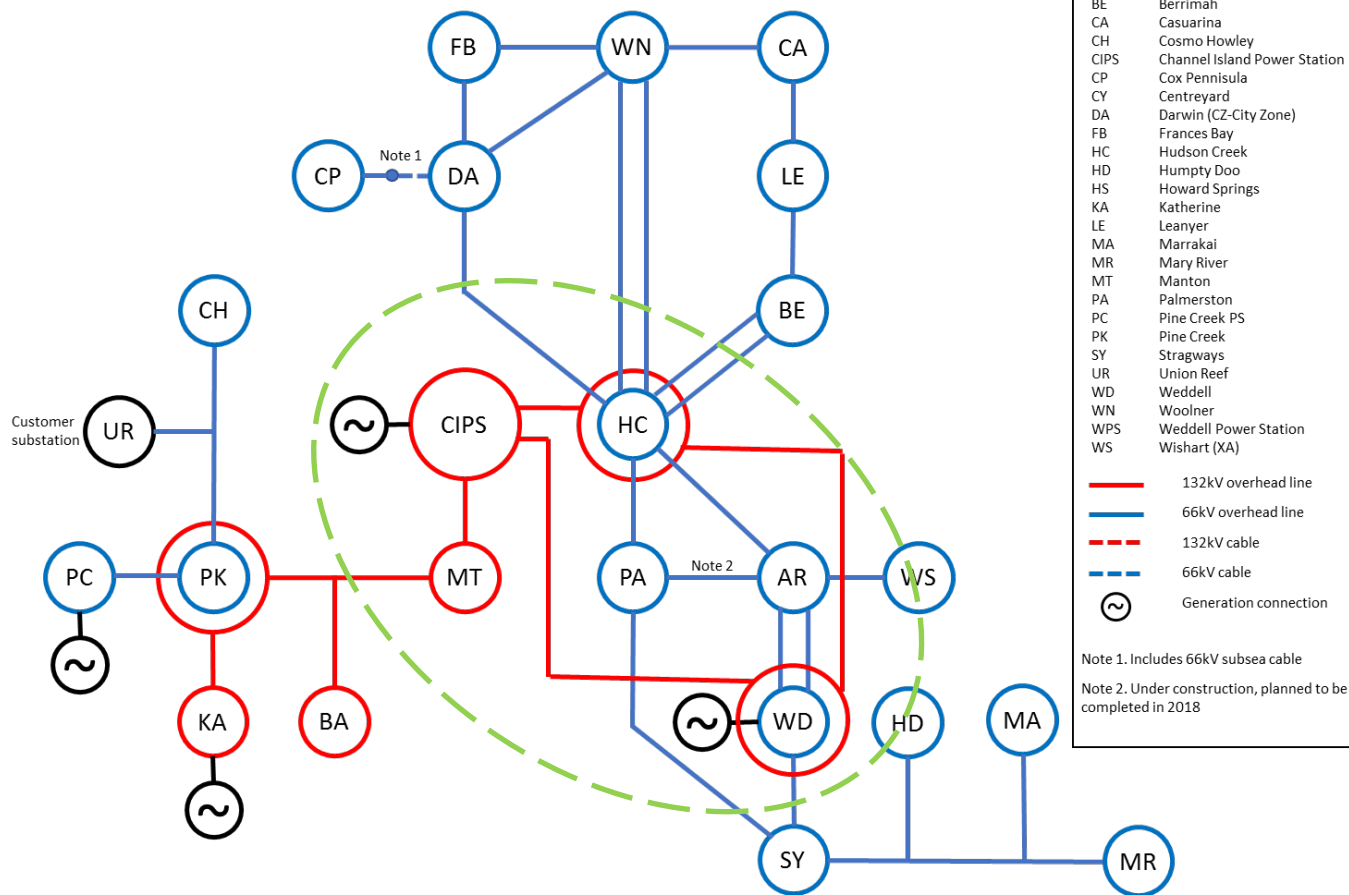 FB
WN
CA
CP
Note 1
DA
LE
CH
BE
Customer
substation
UR
CIPS
HC
PC
PK
MT
PA
Note 2
AR
WS
KA
BA
WD
HD
MA
SY
MR
BE Berrimah
CA Casuarina
CH Cosmo Howley
CIPS Channel Island Power Station
CP Cox Pennisula
CY Centreyard
DA Darwin (CZ-City Zone)
FB Frances Bay
HC Hudson Creek
HD Humpty Doo
HS Howard Springs
KA Katherine
LE Leanyer
MA Marrakai
MR Mary River
MT Manton
PA Palmerston
PC Pine Creek PS
PK Pine Creek
SY Stragways
UR Union Reef
WD Weddell
WN Woolner
WPS Weddell Power Station
WS Wishart (XA)
132kV overhead line
66kV overhead line
132kV cable
66kV cable
Generation connection
Note 1. Includes 66kV subsea cable
Note 2. Under construction, planned to be
completed in 2018